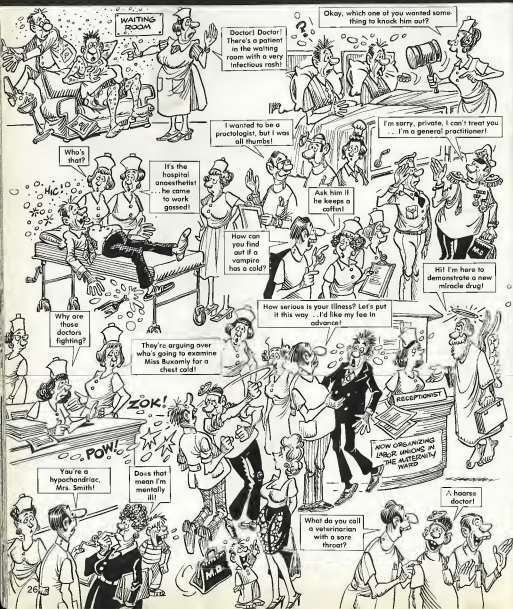 WAITING
ROOM
Doctor! Doctor!
There's a patient
in the waiting
room with a very
infectious rash!
Okay, which one of you wanted some-
thing to knock him out?
?
I wanted to be a
proctologist, but I was
all thumbs!
I'm sorry, private, I can't treat you
. . I'm a general practitioner!
Who's
that?
It's the
hospital
anaesthetist
. . .he came
to work
gassed!
HIC
How can
you find
out if a
vampire
has a cold?
Ask him if
he keeps a
coffin!
Hi! I'm here to
demonstrate a new
miracle drug!
How serious is your illness? Let's put
it this way . . .I'd like my fee in
advance!
Why are
those
doctors
fighting?
They're arguing over
who's going to examine
Miss Buxomly for a
chest cold!
ZOK!
POW!
RECEPTIONIST
NOW ORGANIZING
LABOR UNIONS IN
THE MATERNITY
WARD
You're a
hypochondriac,
Mrs. Smith!
Does that
mean I'm
mentally
ill!
M.D.
What do you call
a veterinarian
with a sore
throat?
A hoarse
doctor!
26